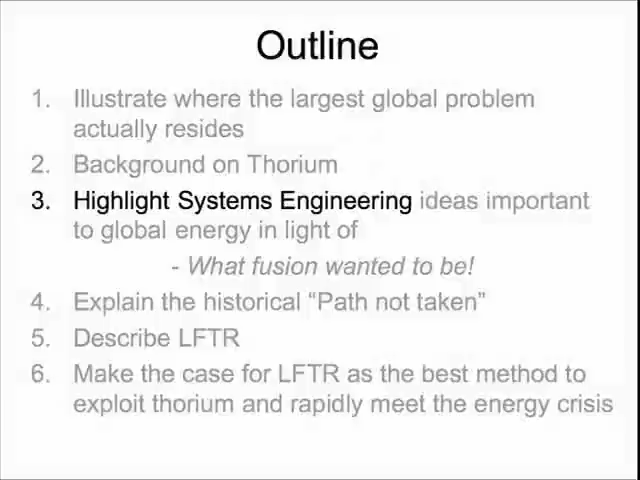 Outline
1. Illustrate where the largest global problem
actually resides
2. Background on Thorium
3. Highlight Systems Engineering ideas important
to global energy in light of
- What fusion wanted to be!
4. Explain the historical “Path not taken”
5. Describe LFTR
6. Make the case for LFTR as the best method to
exploit thorium and rapidly meet the energy crisis